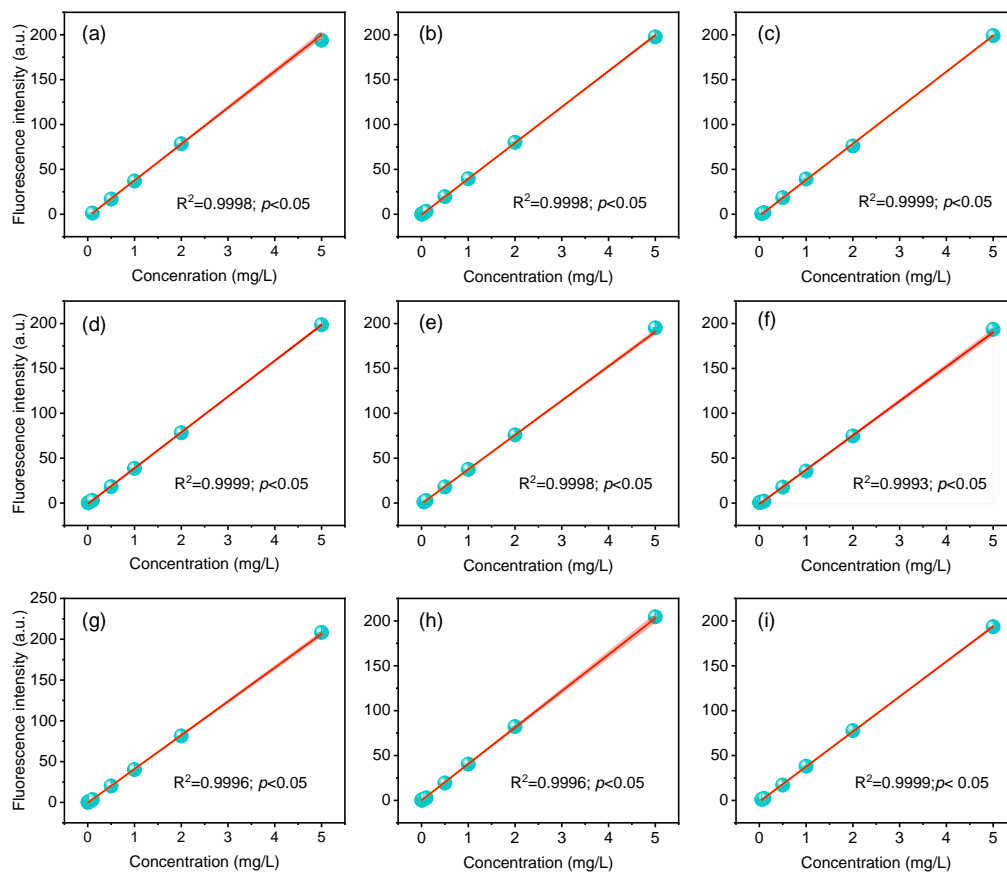 (a)
200
150
100
50
0
Fluorescence intensity (a.u.)
R²=0.9998; p<0.05
0 1 2 3 4 5
Concenration (mg/L)
(b)
200
150
100
50
0
R²=0.9998; p<0.05
0 1 2 3 4 5
Concentration (mg/L)
(c)
200
150
100
50
0
R²=0.9999; p<0.05
0 1 2 3 4 5
Concentration (mg/L)
(d)
200
150
100
50
0
Fluorescence intensity (a.u.)
R²=0.9999; p<0.05
0 1 2 3 4 5
Concentration (mg/L)
(e)
200
150
100
50
0
R²=0.9998; p<0.05
0 1 2 3 4 5
Concentration (mg/L)
(f)
200
150
100
50
0
R²=0.9993; p<0.05
0 1 2 3 4 5
Concentration (mg/L)
(g)
250
200
150
100
50
0
Fluorescence intensity (a.u.)
R²=0.9996; p<0.05
0 1 2 3 4 5
Concentration (mg/L)
(h)
200
150
100
50
0
R²=0.9996; p<0.05
0 1 2 3 4 5
Concentration (mg/L)
(i)
200
150
100
50
0
R²=0.9999;p< 0.05
0 1 2 3 4 5
Concentration (mg/L)